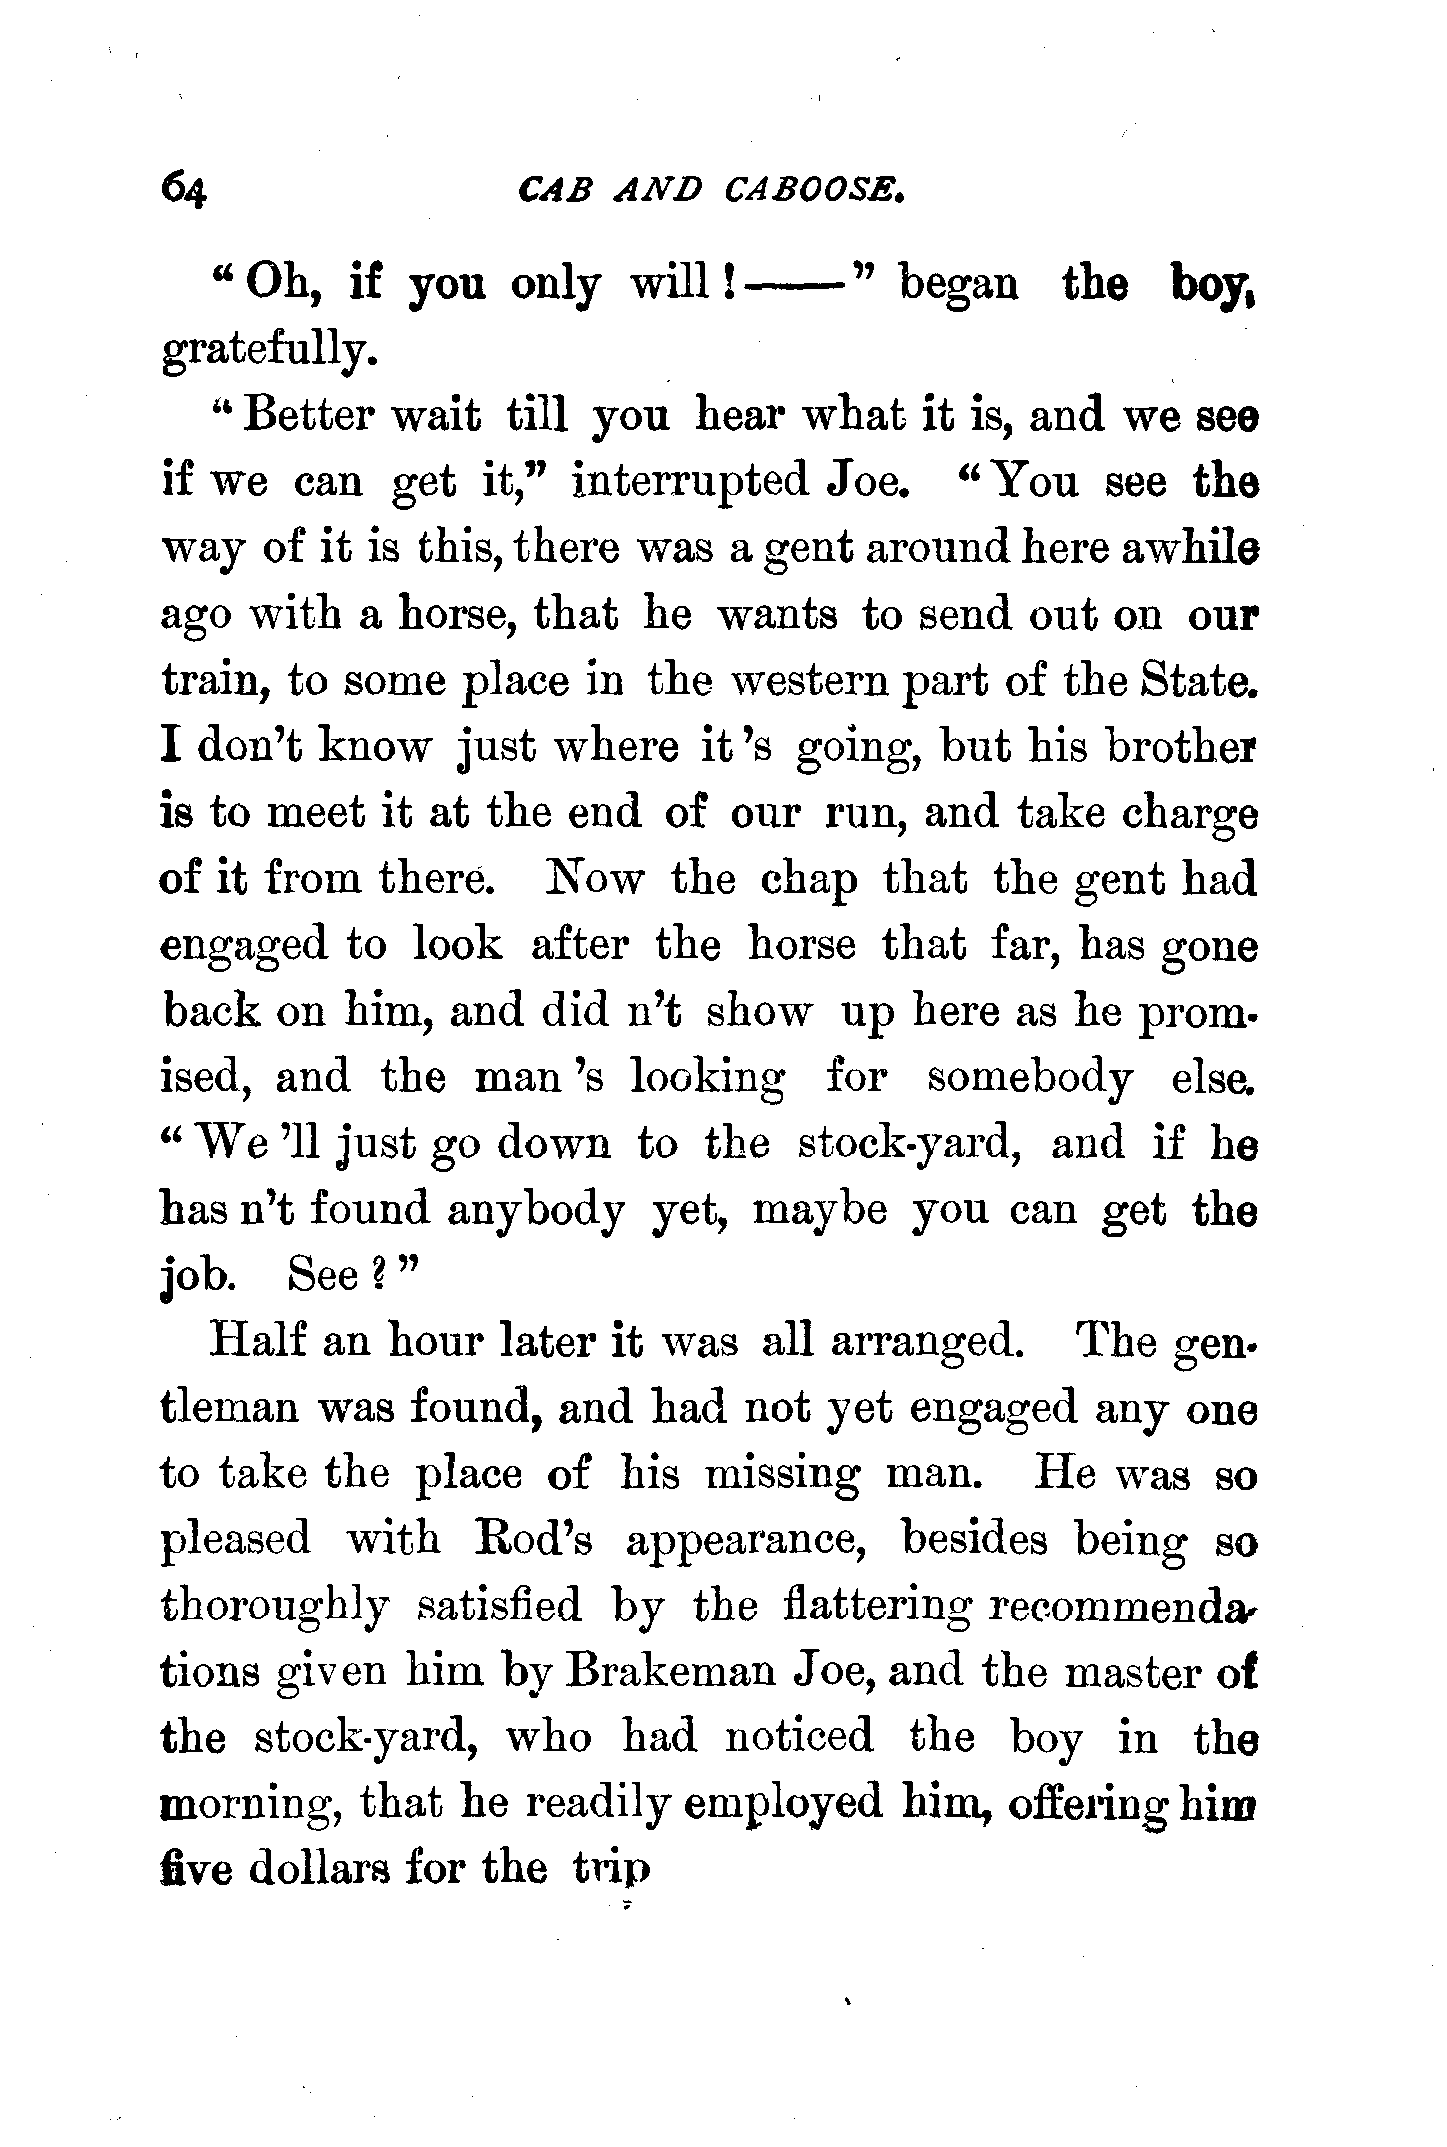 64 CAB AND CABOOSE.
" Oh, if you only will!——" began the boy,
gratefully.
" Better wait till you hear what it is, and we see
if we can get it," interrupted Joe. " You see the
way of it is this, there was a gent around here awhile
ago with a horse, that he wants to send out on our
train, to some place in the western part of the State.
I don't know just where it 's going, but his brother
is to meet it at the end of our run, and take charge
of it from there. Now the chap that the gent had
engaged to look after the horse that far, has gone
back on him, and did n't show up here as he prom-
ised, and the man 's looking for somebody else.
" We 'll just go down to the stock-yard, and if he
has n't found anybody yet, maybe you can get the
job. See ? "
Half an hour later it was all arranged. The gen-
tleman was found, and had not yet engaged any one
to take the place of his missing man. He was so
pleased with Rod's appearance, besides being so
thoroughly satisfied by the flattering recommenda-
tions given him by Brakeman Joe, and the master of
the stock-yard, who had noticed the boy in the
morning, that he readily employed him, offering him
five dollars for the trip